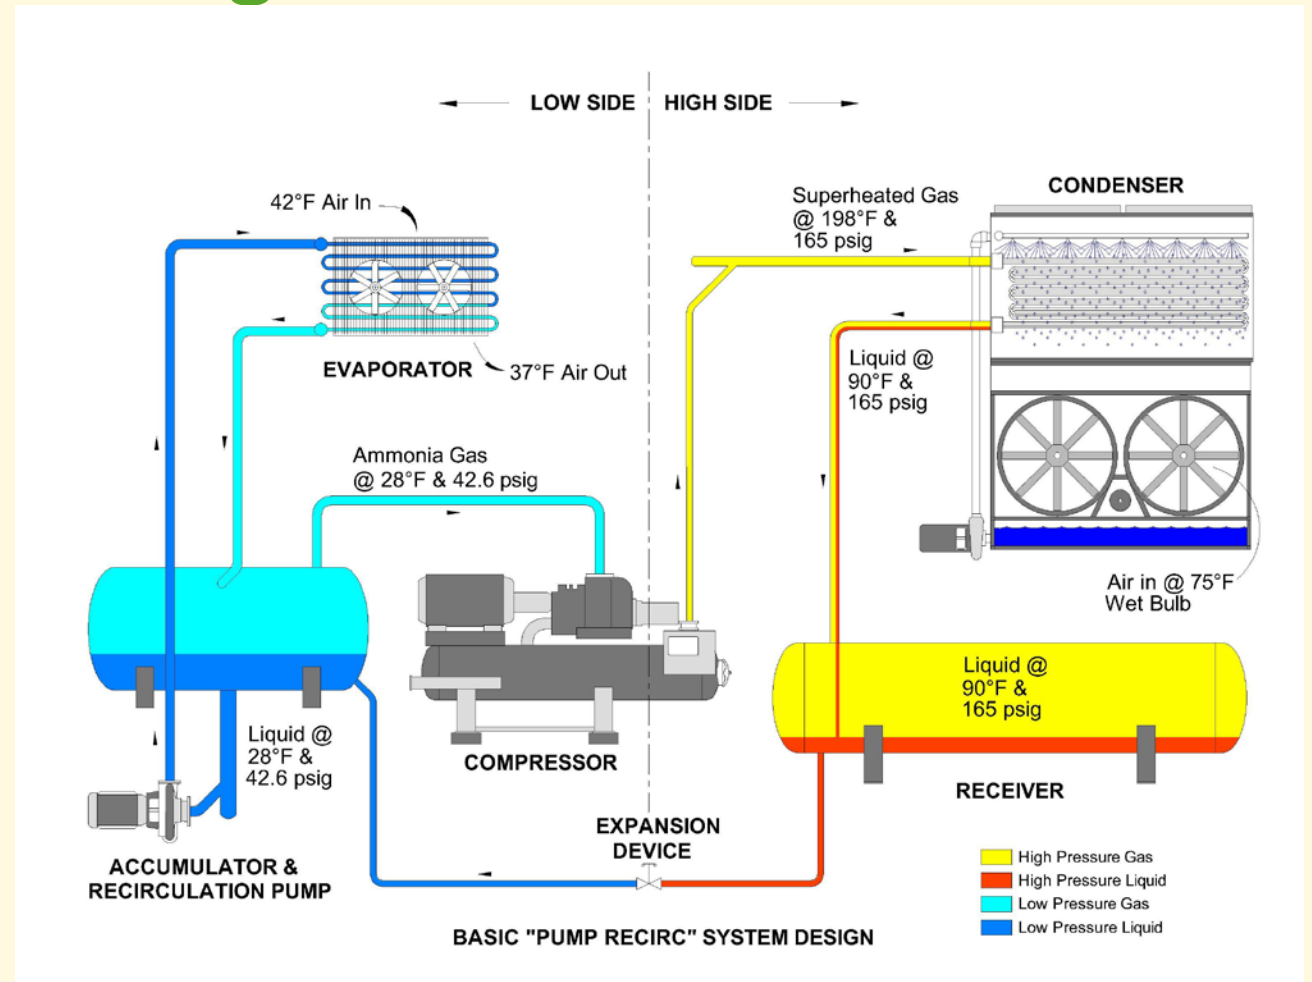 LOW SIDE
HIGH SIDE
CONDENSER
Superheated Gas
@ 198°F &
165 psig
42°F Air In
EVAPORATOR
37°F Air Out
Liquid @
90°F &
165 psig
Ammonia Gas
@ 28°F & 42.6 psig
Air in @ 75°F
Wet Bulb
Liquid @
90°F &
165 psig
Liquid @
28°F &
42.6 psig
COMPRESSOR
RECEIVER
EXPANSION
DEVICE
ACCUMULATOR &
RECIRCULATION PUMP
High Pressure Gas
High Pressure Liquid
Low Pressure Gas
Low Pressure Liquid
BASIC "PUMP RECIRC" SYSTEM DESIGN